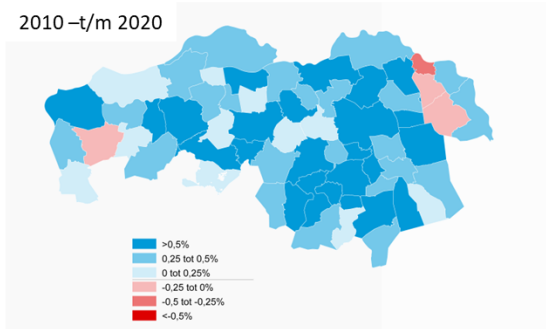 2010 –t/m 2020
>0,5%
0,25 tot 0,5%
0 tot 0,25%
-0,25 tot 0%
-0,5 tot -0,25%
<-0,5%